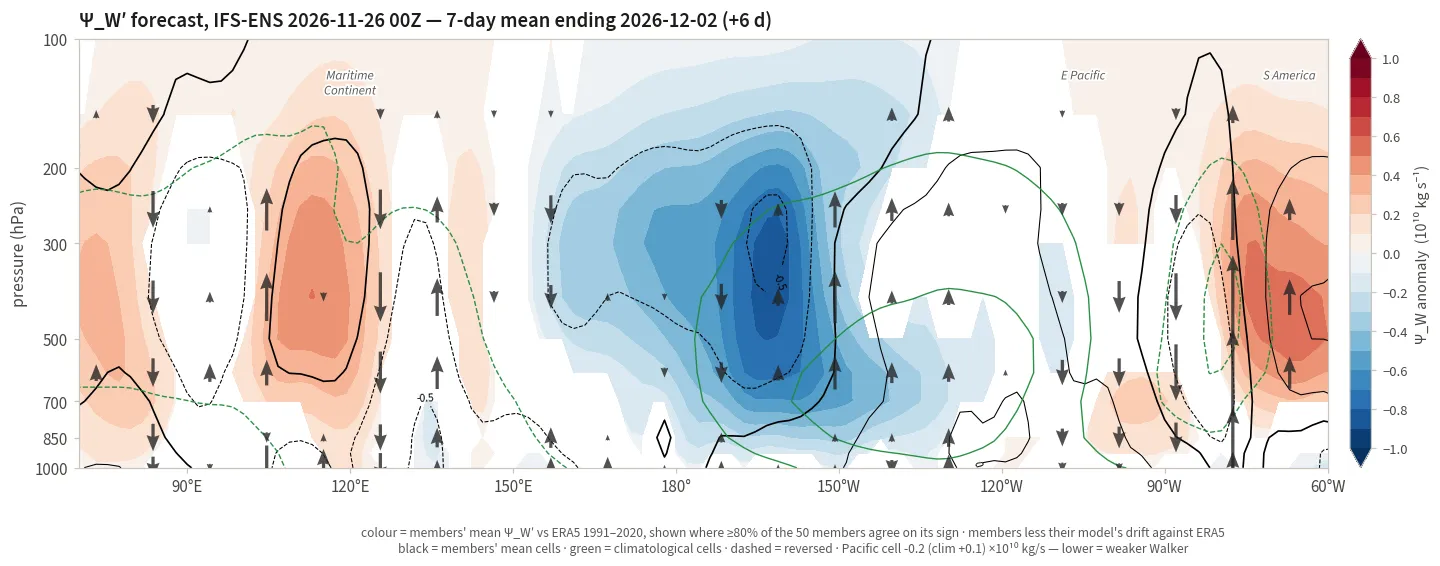 Ψ_W′ forecast, IFS-ENS 2026-11-26 00Z — 7-day mean ending 2026-12-02 (+6 d)
100
200
300
400
500
700
850
1000
pressure (hPa)
Maritime
Continent
E Pacific
S America
-0.5
-0.5
90°E
120°E
150°E
180°
150°W
120°W
90°W
60°W
1.0
0.8
0.6
0.4
0.2
0.0
−0.2
−0.4
−0.6
−0.8
−1.0
Ψ_W anomaly (10¹⁰ kg s⁻¹)
colour = members' mean Ψ_W′ vs ERA5 1991–2020, shown where ≥80% of the 50 members agree on its sign · members less their model's drift against ERA5
black = members' mean cells · green = climatological cells · dashed = reversed · Pacific cell -0.2 (clim +0.1) ×10¹⁰ kg/s — lower = weaker Walker